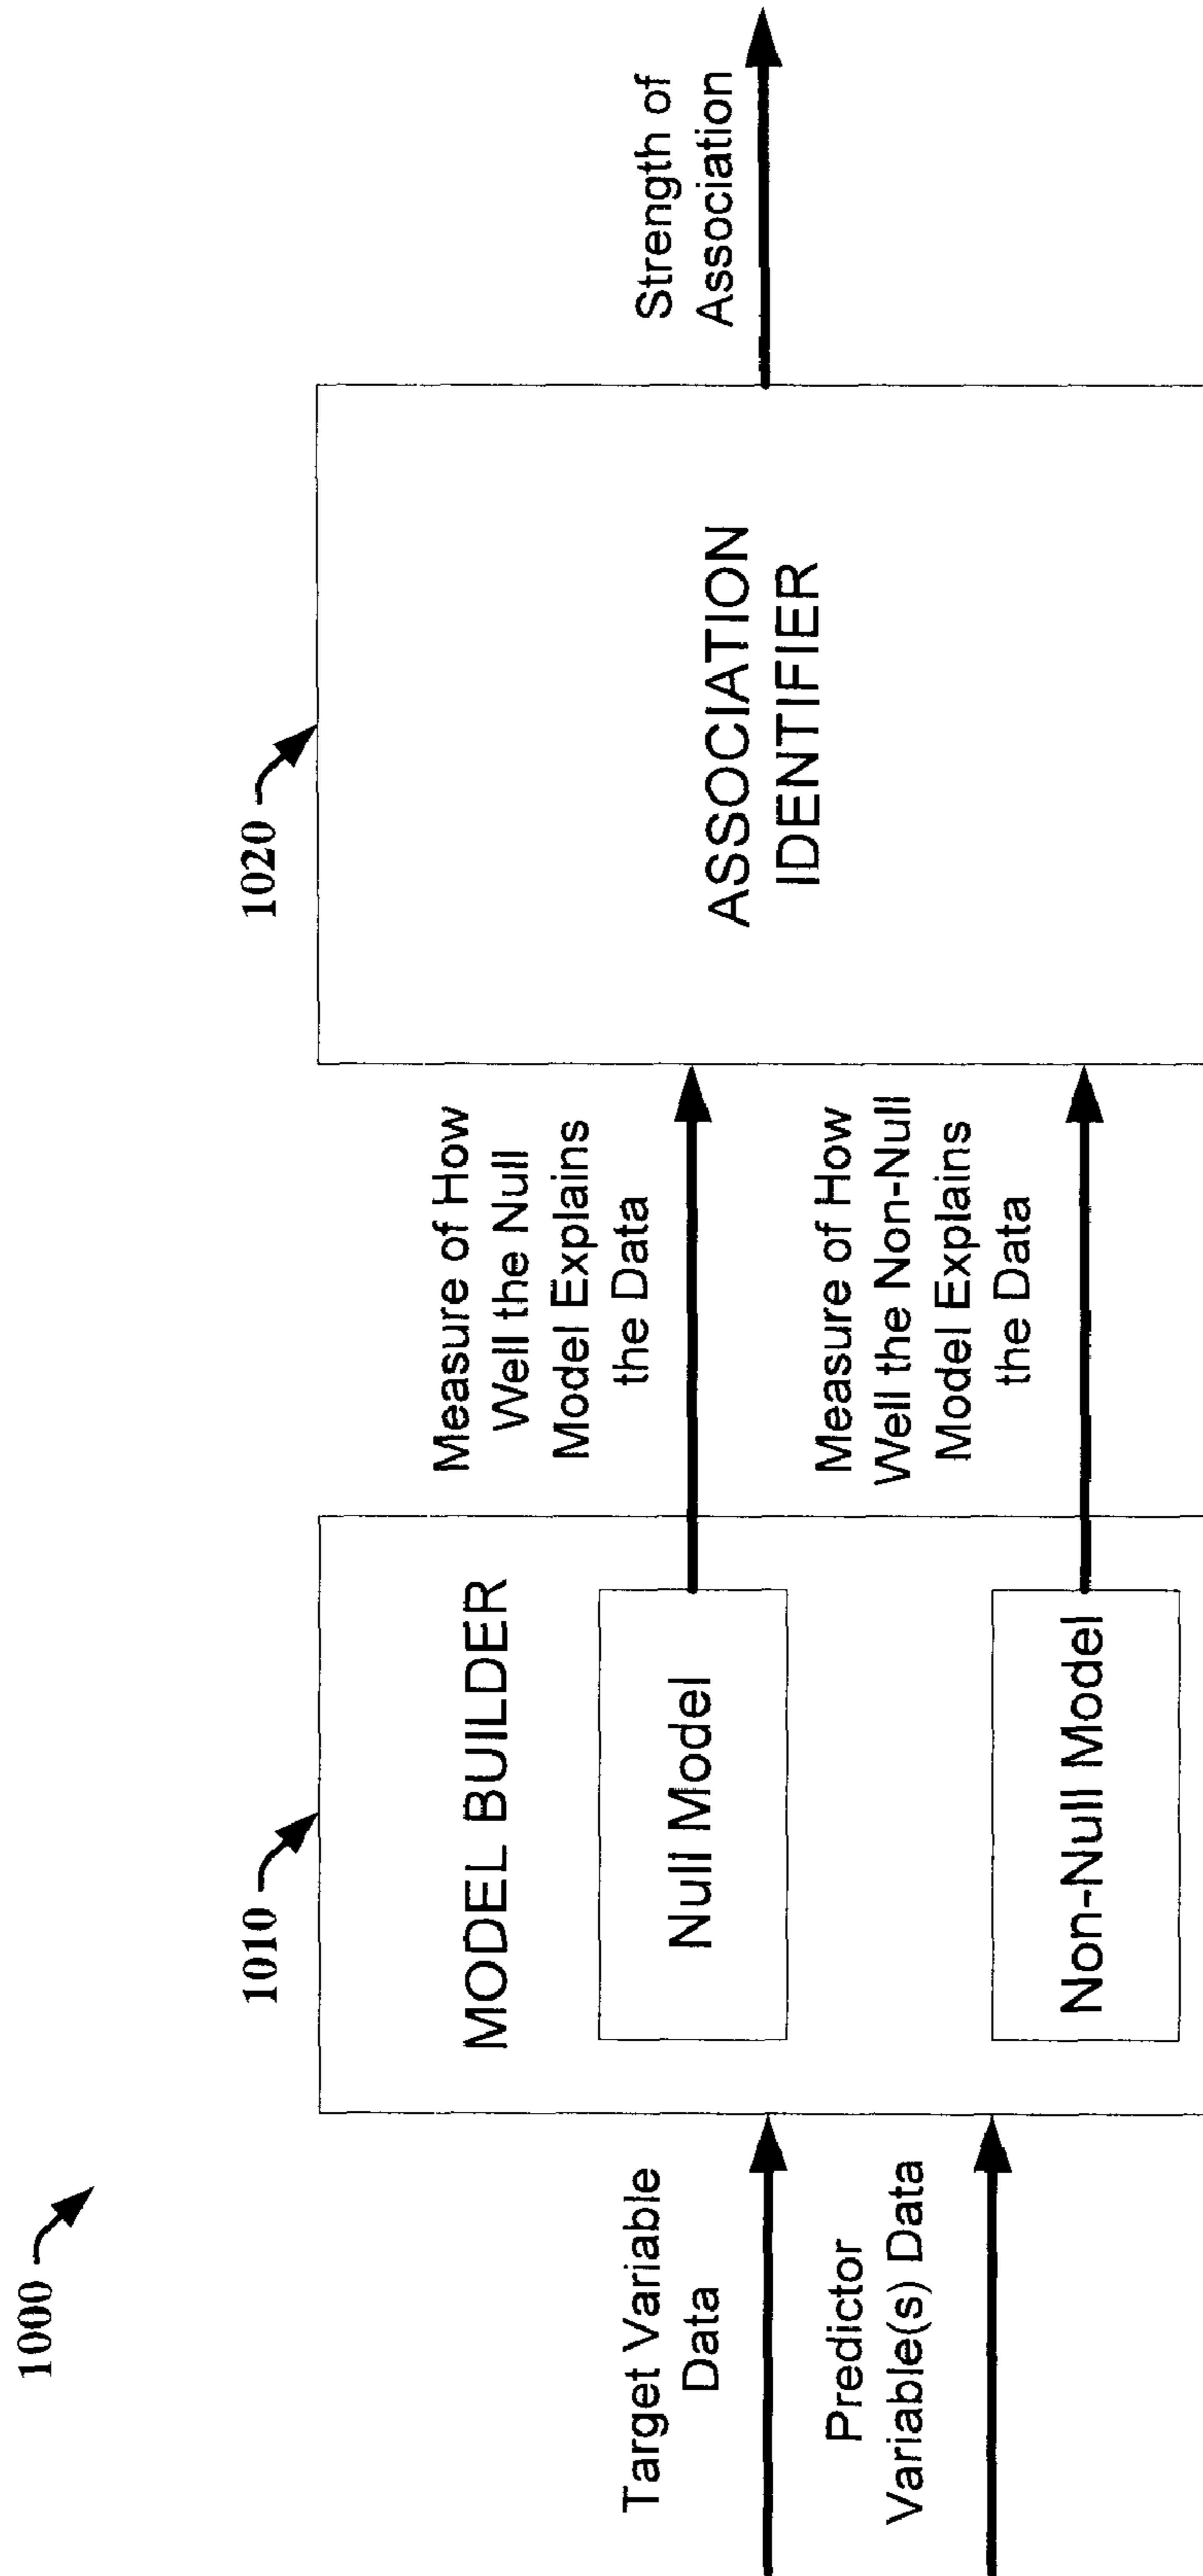 1000
1010
1020
Target Variable
Data
Predictor
Variable(s) Data
MODEL BUILDER
Null Model
Non-Null Model
Measure of How
Well the Null
Model Explains
the Data
Measure of How
Well the Non-Null
Model Explains
the Data
ASSOCIATION
IDENTIFIER
Strength of
Association